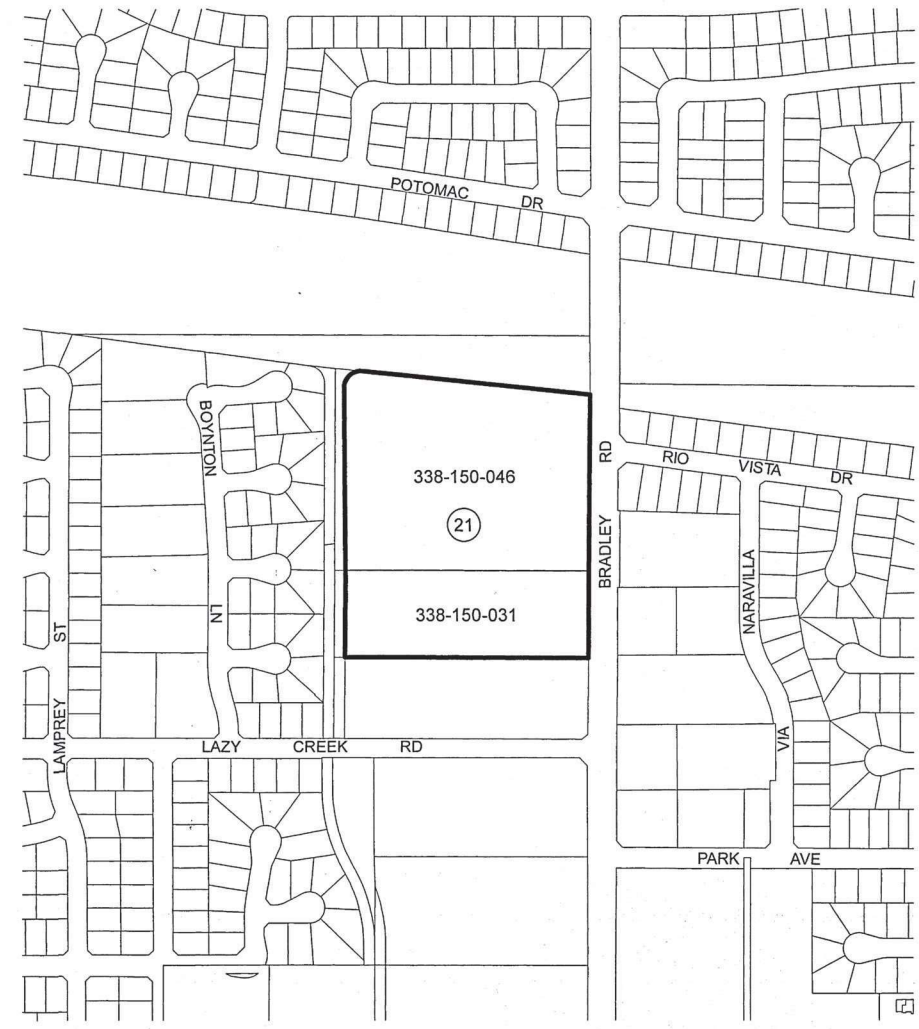 POTOMAC DR
BOYNTON LN
338-150-046
21
338-150-031
BRADLEY RD
RIO VISTA DR
VIA NARAVILLA
LAMPREY ST
LAZY CREEK RD
PARK AVE